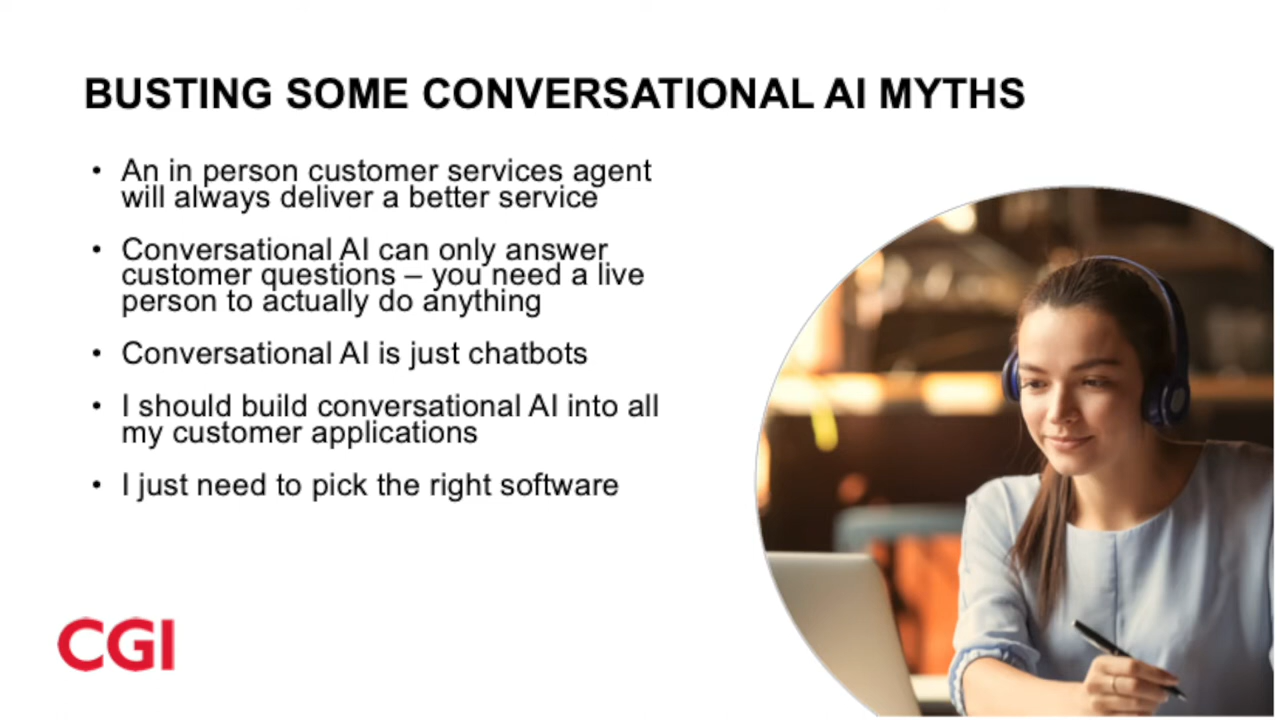 BUSTING SOME CONVERSATIONAL AI MYTHS
• An in person customer services agent
will always deliver a better service
• Conversational AI can only answer
customer questions – you need a live
person to actually do anything
• Conversational AI is just chatbots
• I should build conversational AI into all
my customer applications
• I just need to pick the right software
CGI